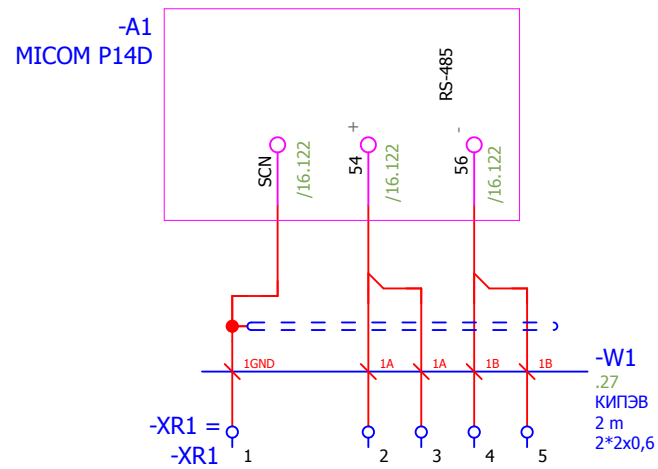 -A1
MICOM P14D
RS-485
+
-
SCN
/16.122
54
/16.122
56
/16.122
1GND
1A
1A
1B
1B
-W1
.27
КИПЭВ
2 m
2*2x0,6
-XR1 =
-XR1
1
2
3
4
5